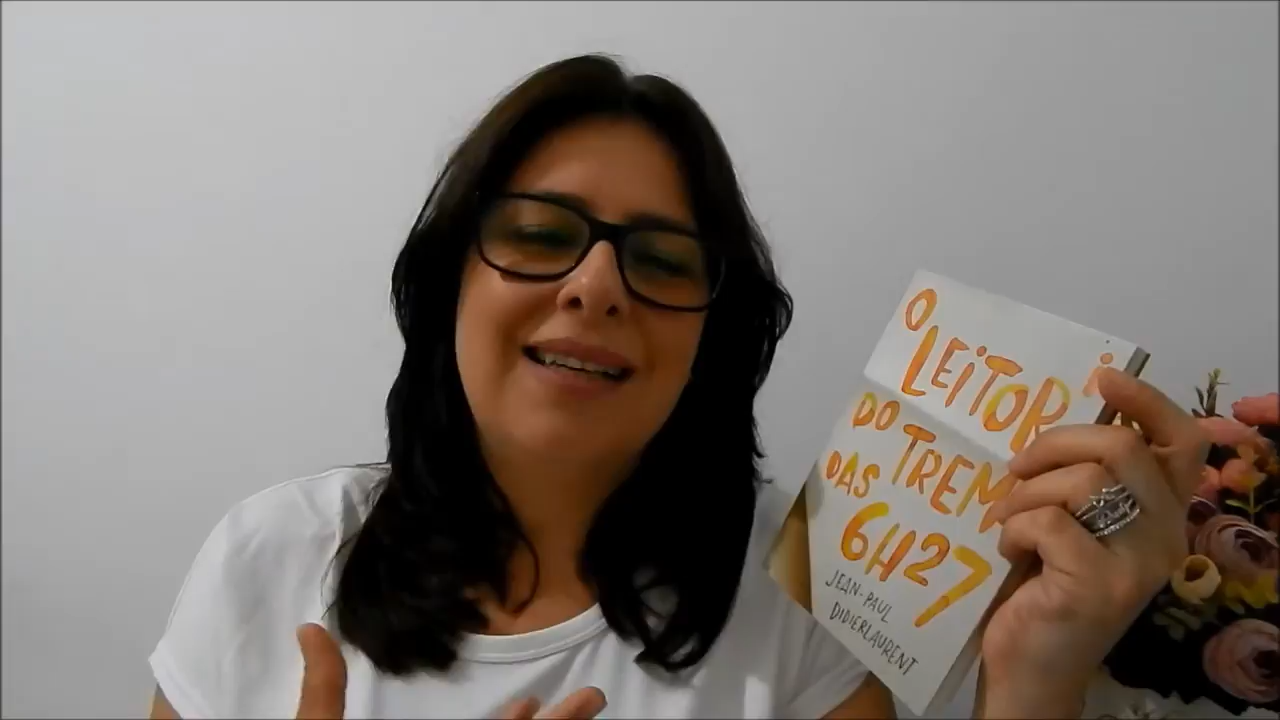 O
LEITOR
DO TREM
DAS
6H27
JEAN-PAUL
DIDIERLAURENT